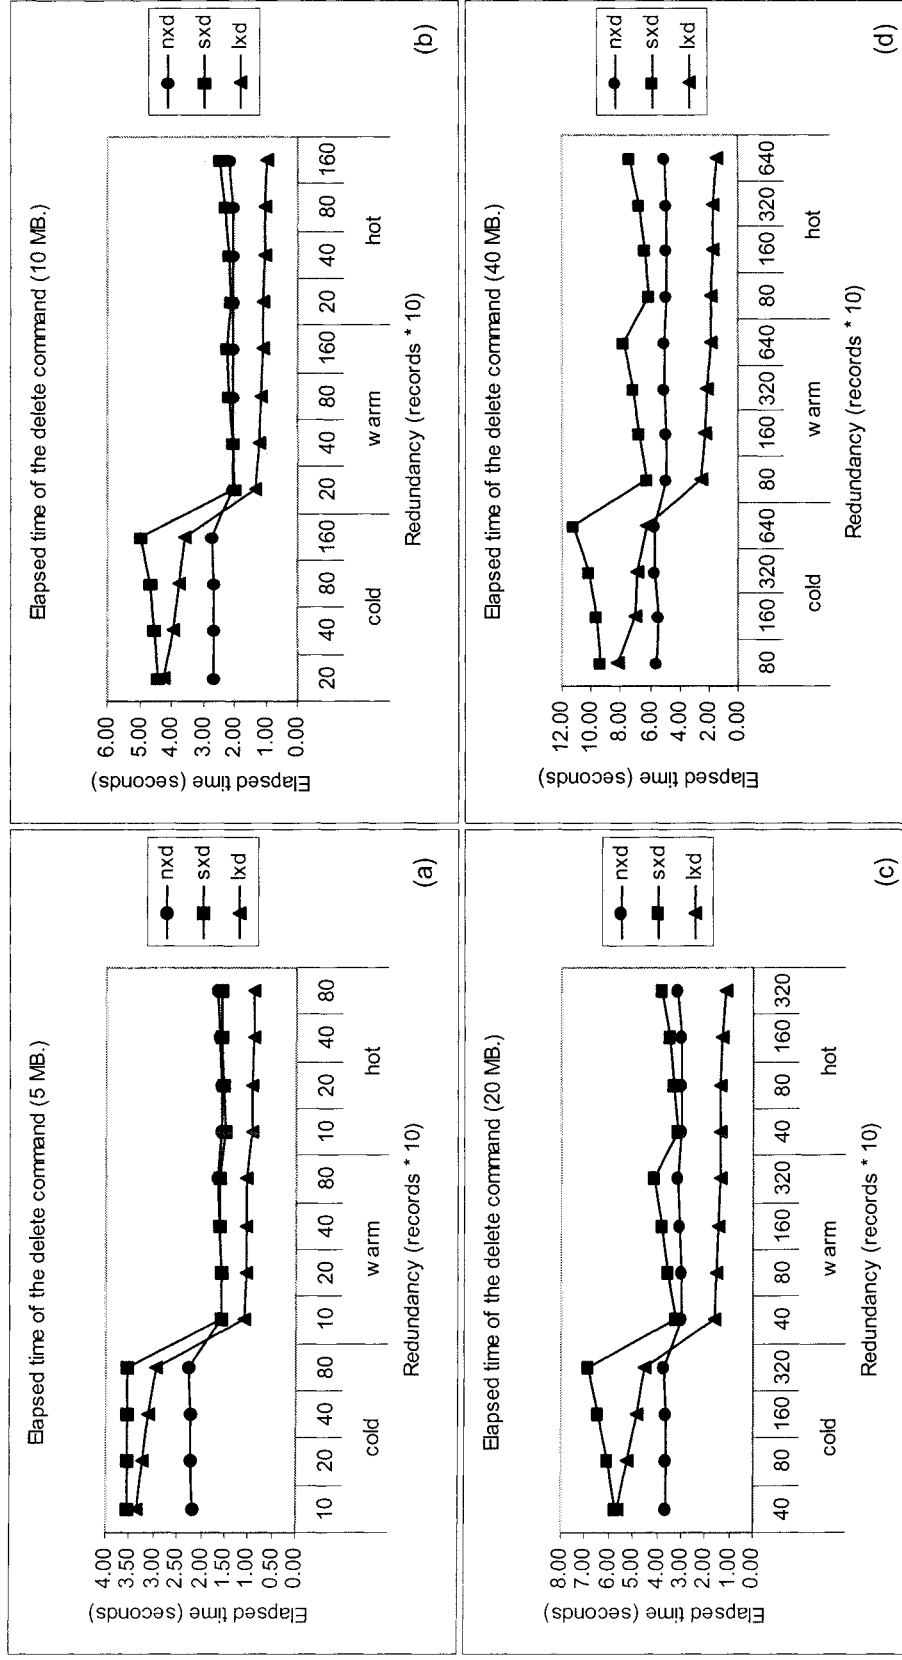 Elapsed time of the delete command (5 MB.)
Elapsed time (seconds)
4.00
3.50
3.00
2.50
2.00
1.50
1.00
0.50
0.00
10 20 40 80 10 20 40 80 10 20 40 80
cold warm hot
Redundancy (records * 10)
nxd
sxd
lxd
(a)
Elapsed time of the delete command (10 MB.)
Elapsed time (seconds)
6.00
5.00
4.00
3.00
2.00
1.00
0.00
20 40 80 160 20 40 80 160 20 40 80 160
cold warm hot
Redundancy (records * 10)
nxd
sxd
lxd
(b)
Elapsed time of the delete command (20 MB.)
Elapsed time (seconds)
8.00
7.00
6.00
5.00
4.00
3.00
2.00
1.00
0.00
40 80 160 320 40 80 160 320 40 80 160 320
cold warm hot
Redundancy (records * 10)
nxd
sxd
lxd
(c)
Elapsed time of the delete command (40 MB.)
Elapsed time (seconds)
12.00
10.00
8.00
6.00
4.00
2.00
0.00
80 160 320 640 80 160 320 640 80 160 320 640
cold warm hot
Redundancy (records * 10)
nxd
sxd
lxd
(d)